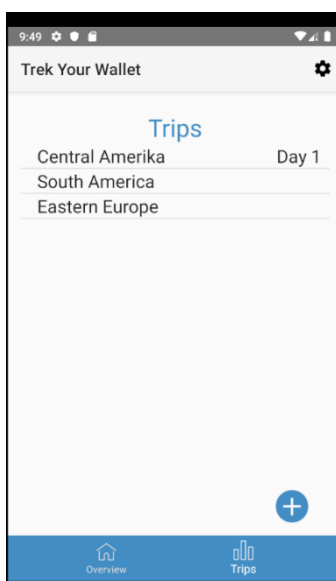 9:49
Trek Your Wallet
Trips
Central Amerika Day 1
South America
Eastern Europe
Overview Trips